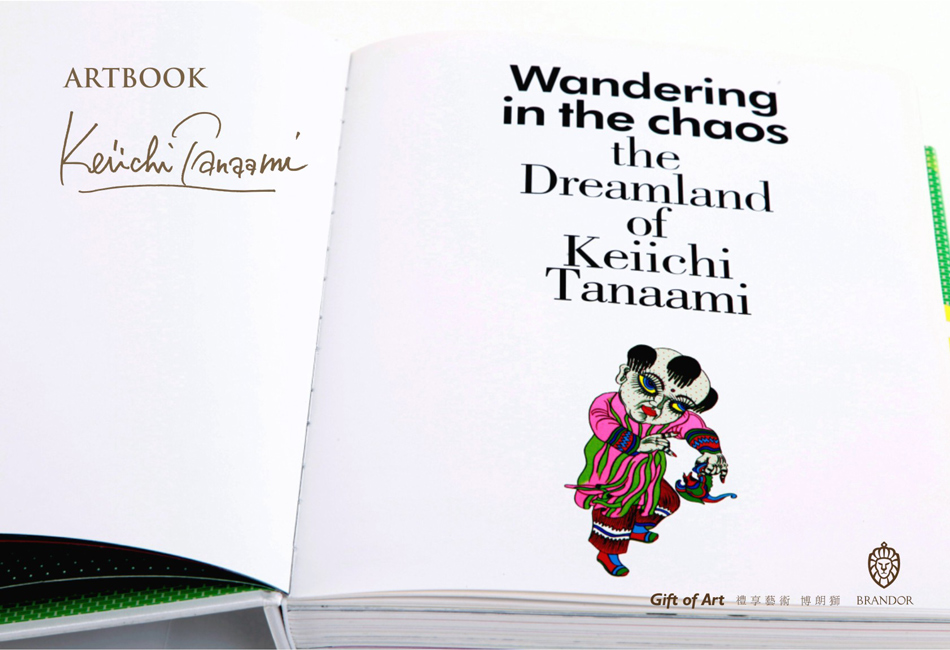 ARTBOOK
Keiichi Tanaami
Wandering
in the chaos
the
Dreamland
of
Keiichi
Tanaami
Gift of Art 禮享藝術 博朗獅 BRANDOR